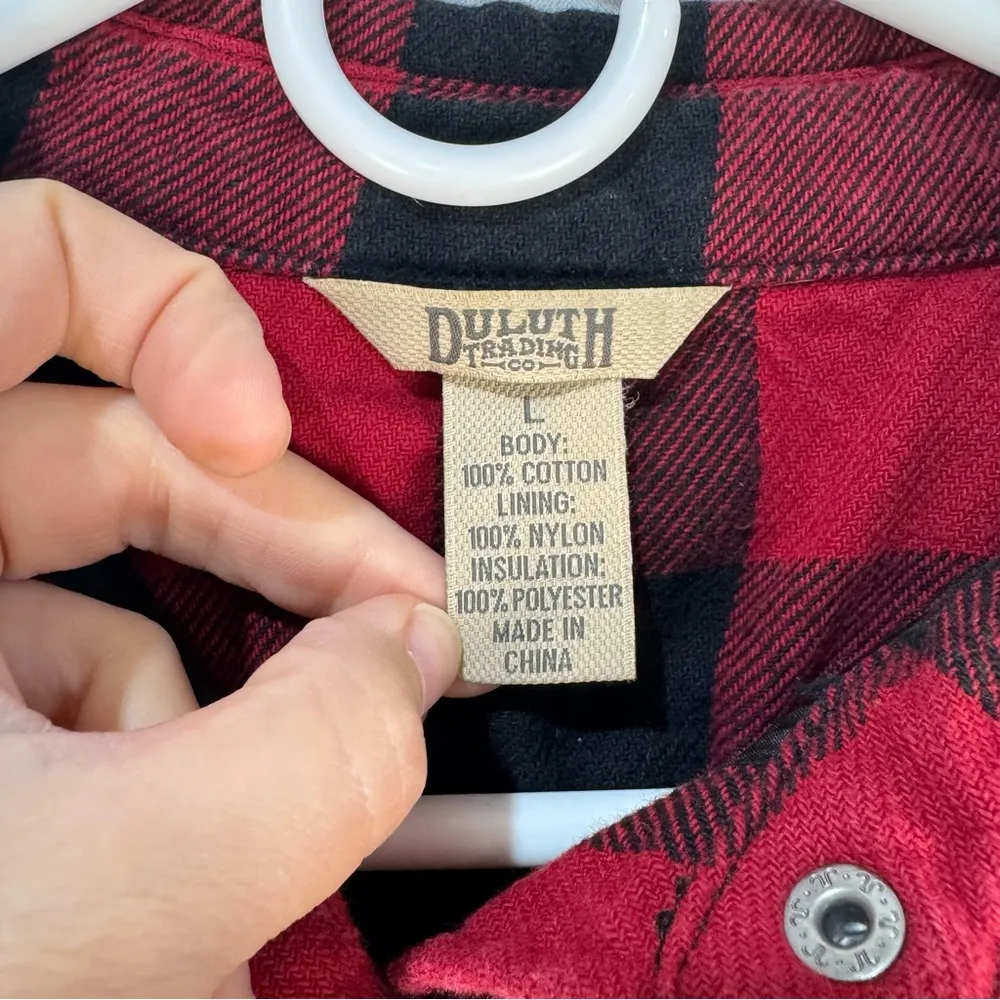 DULUTH
TRADING
CO
L
BODY:
100% COTTON
LINING:
100% NYLON
INSULATION:
100% POLYESTER
MADE IN
CHINA